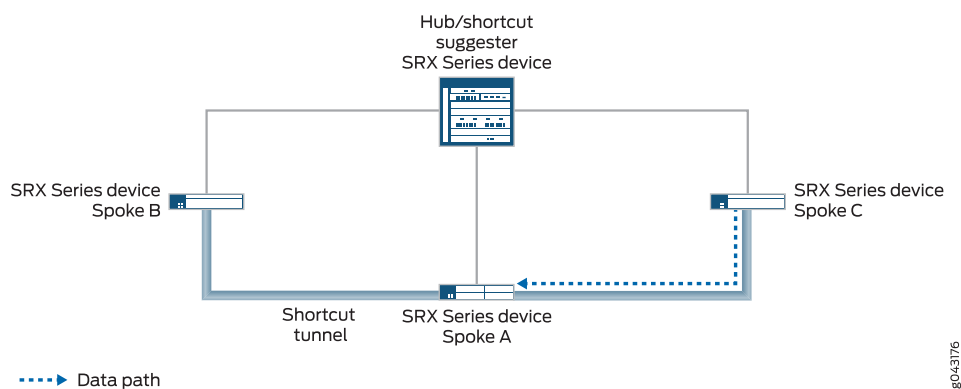 Hub/shortcut
suggester
SRX Series device
SRX Series device
Spoke B
SRX Series device
Spoke C
Shortcut
tunnel
SRX Series device
Spoke A
Data path
g043176